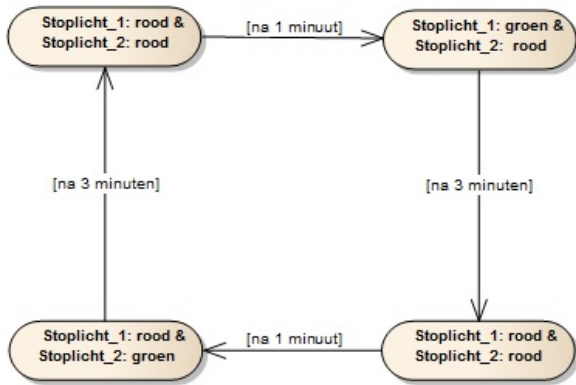 Stoplicht_1: rood &
Stoplicht_2: rood
[na 1 minuut]
Stoplicht_1: groen &
Stoplicht_2: rood
[na 3 minuten]
[na 3 minuten]
Stoplicht_1: rood &
Stoplicht_2: groen
[na 1 minuut]
Stoplicht_1: rood &
Stoplicht_2: rood